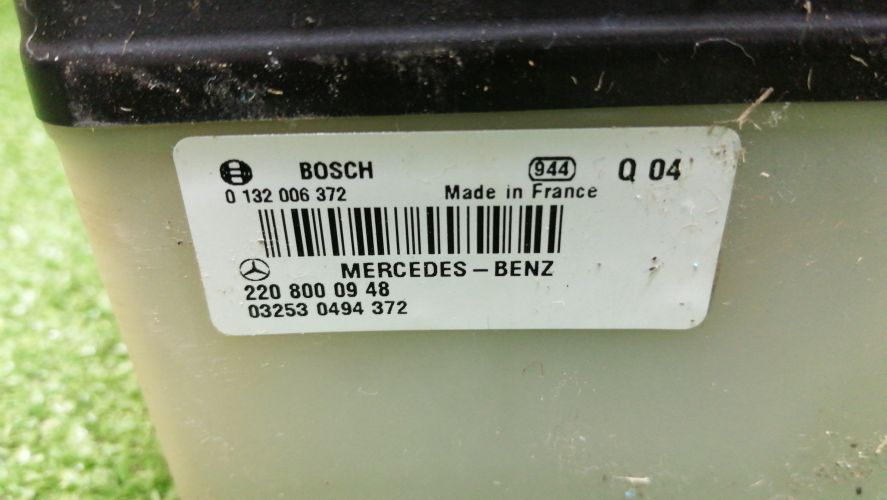 BOSCH 944 Q 04
0 132 006 372 Made in France
MERCEDES-BENZ
220 800 09 48
03253 0494 372